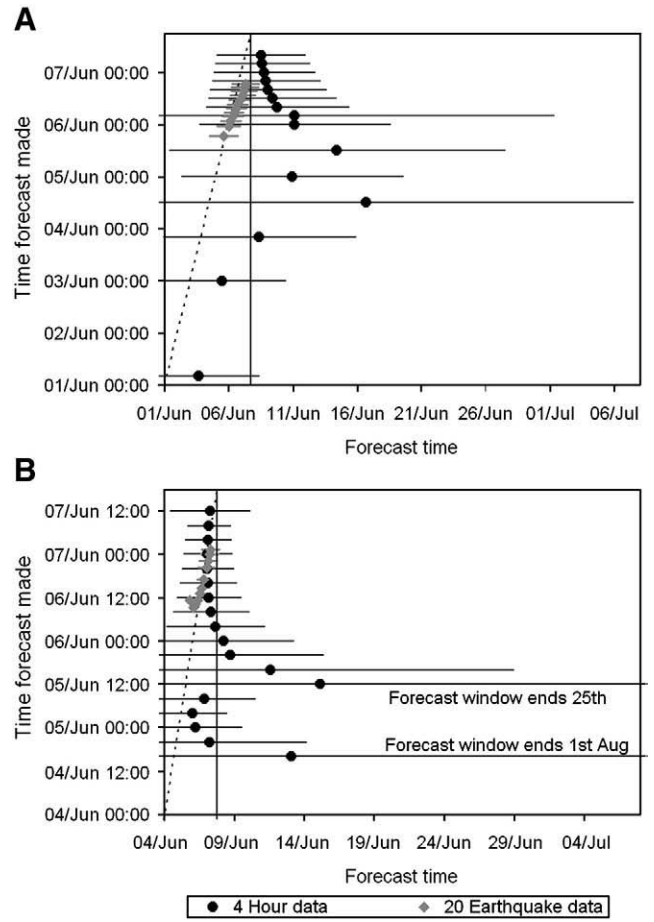 A
Time forecast made
07/Jun 00:00
06/Jun 00:00
05/Jun 00:00
04/Jun 00:00
03/Jun 00:00
02/Jun 00:00
01/Jun 00:00
01/Jun 06/Jun 11/Jun 16/Jun 21/Jun 26/Jun 01/Jul 06/Jul
Forecast time
B
Time forecast made
07/Jun 12:00
07/Jun 00:00
06/Jun 12:00
06/Jun 00:00
05/Jun 12:00
Forecast window ends 25th
05/Jun 00:00
Forecast window ends 1st Aug
04/Jun 12:00
04/Jun 00:00
04/Jun 09/Jun 14/Jun 19/Jun 24/Jun 29/Jun 04/Jul
Forecast time
4 Hour data 20 Earthquake data